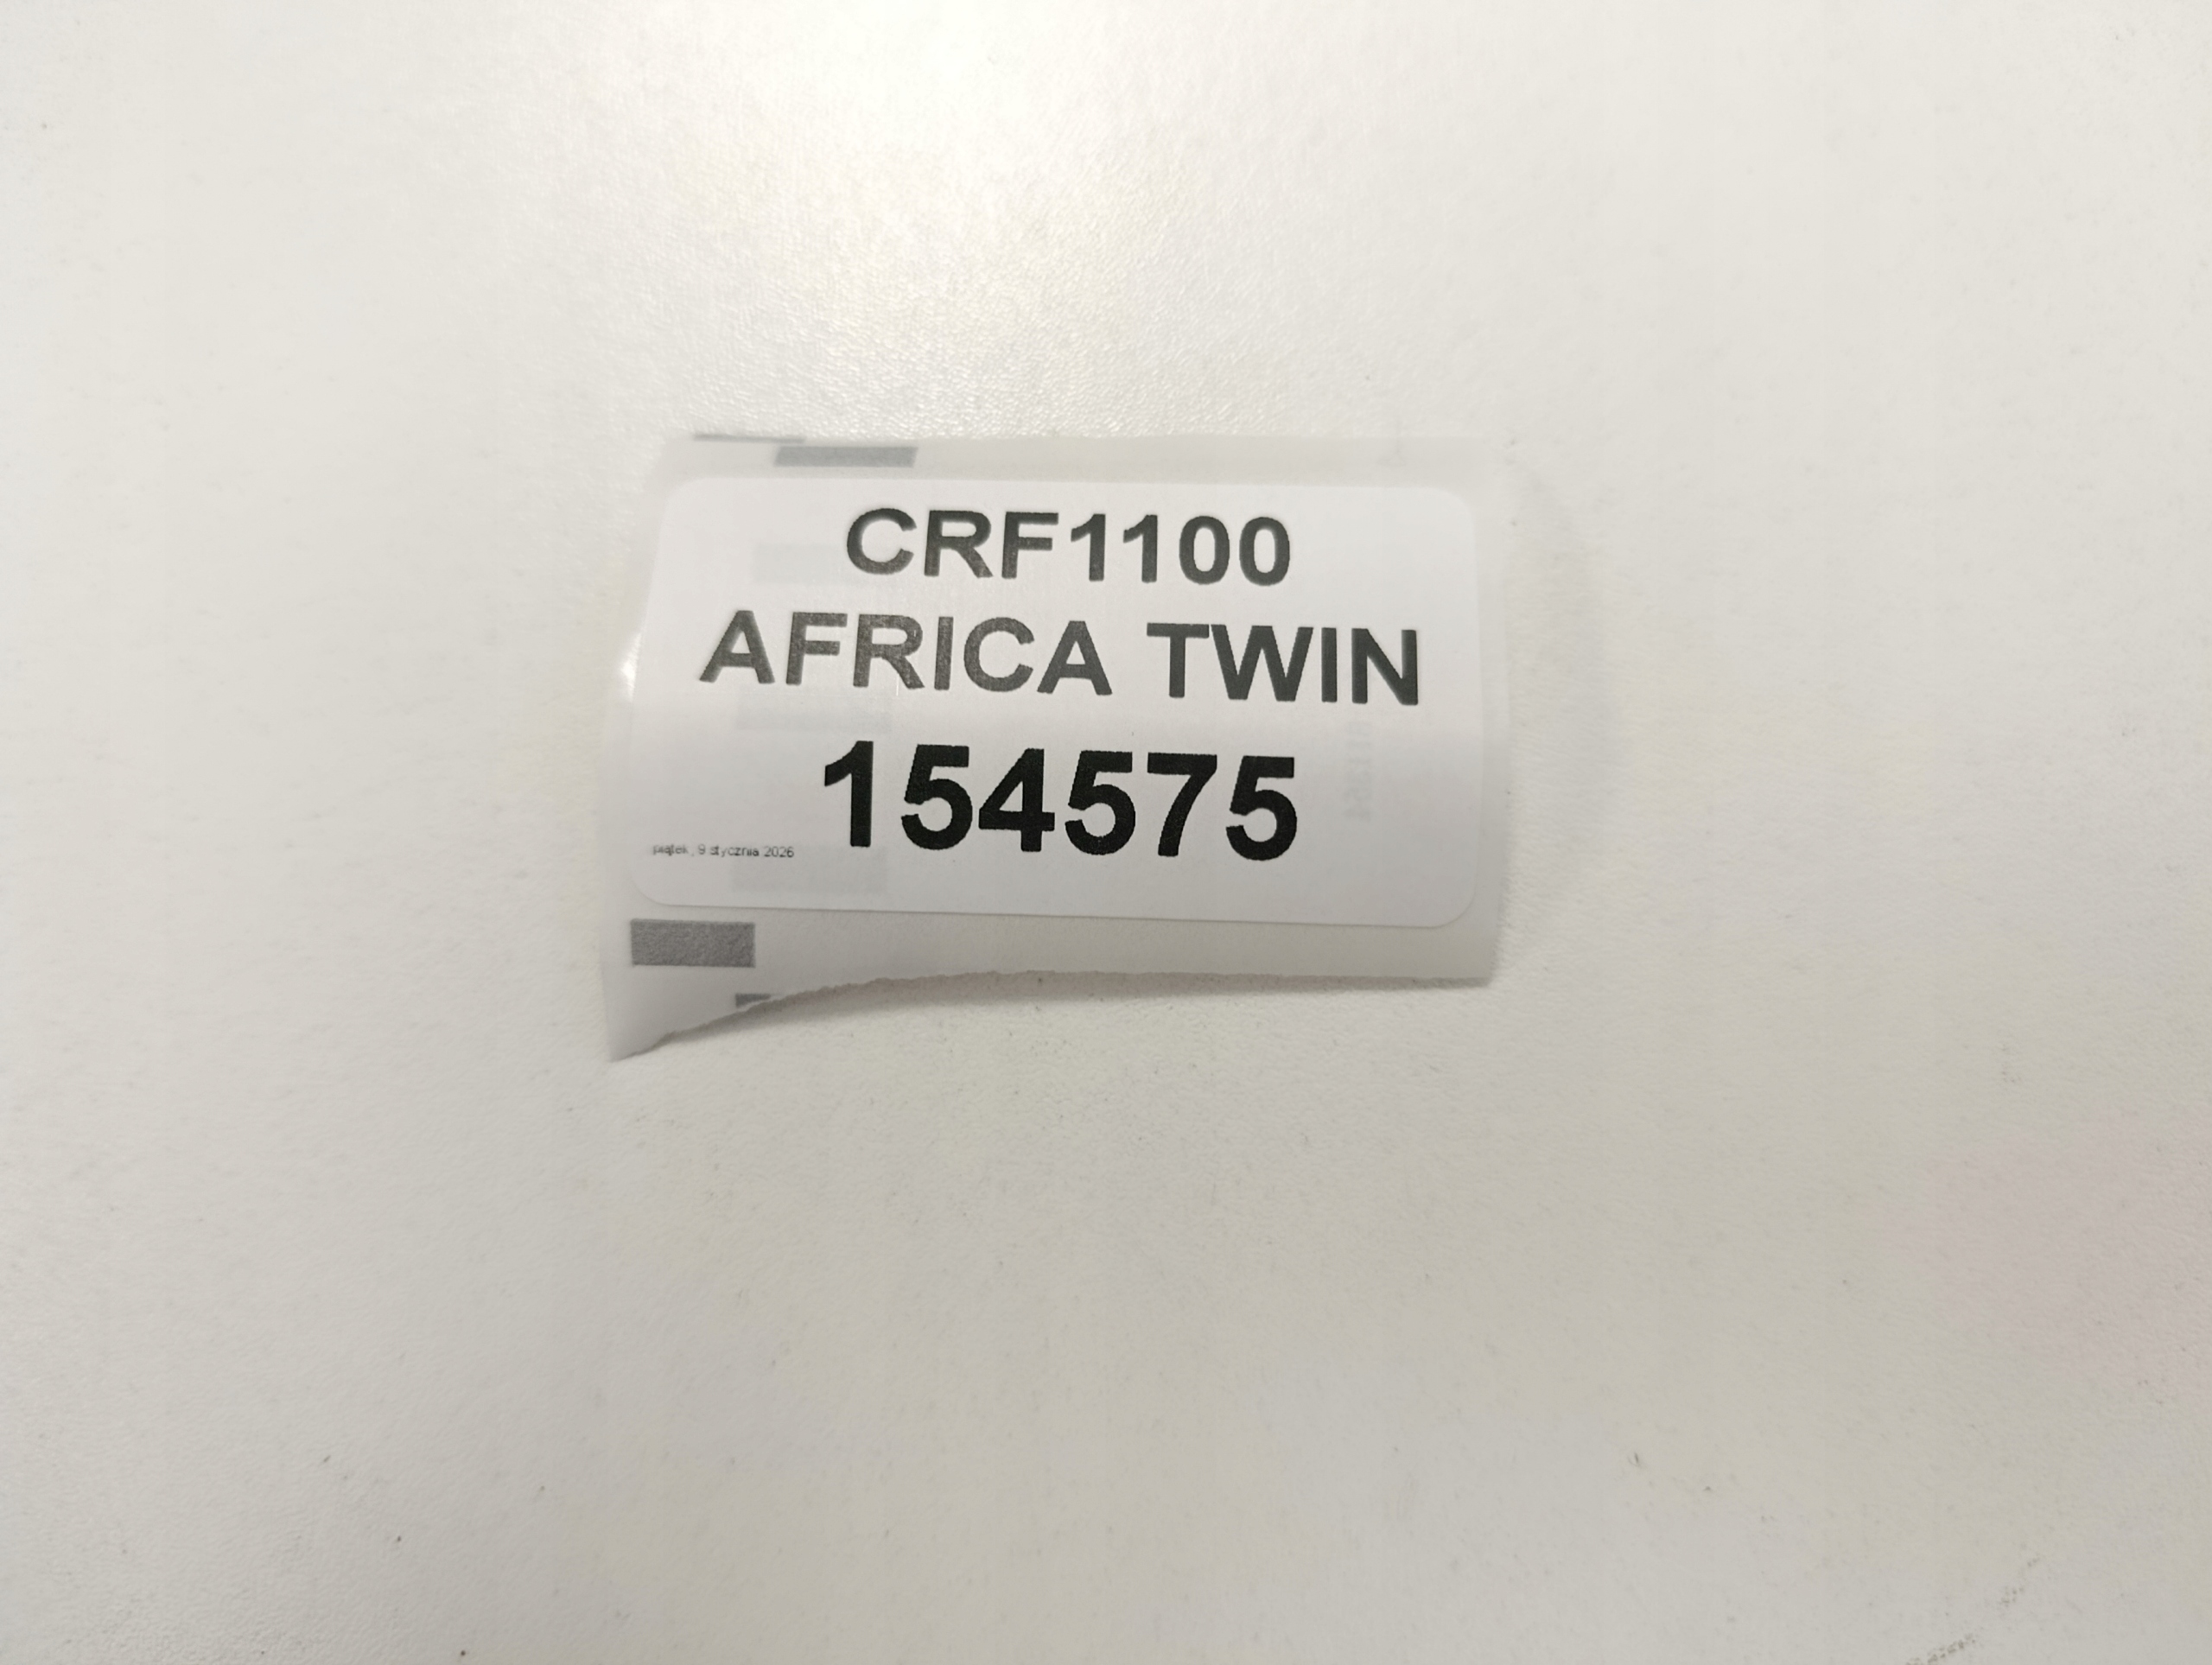 CRF1100
AFRICA TWIN
154575
piątek, 9 stycznia 2026